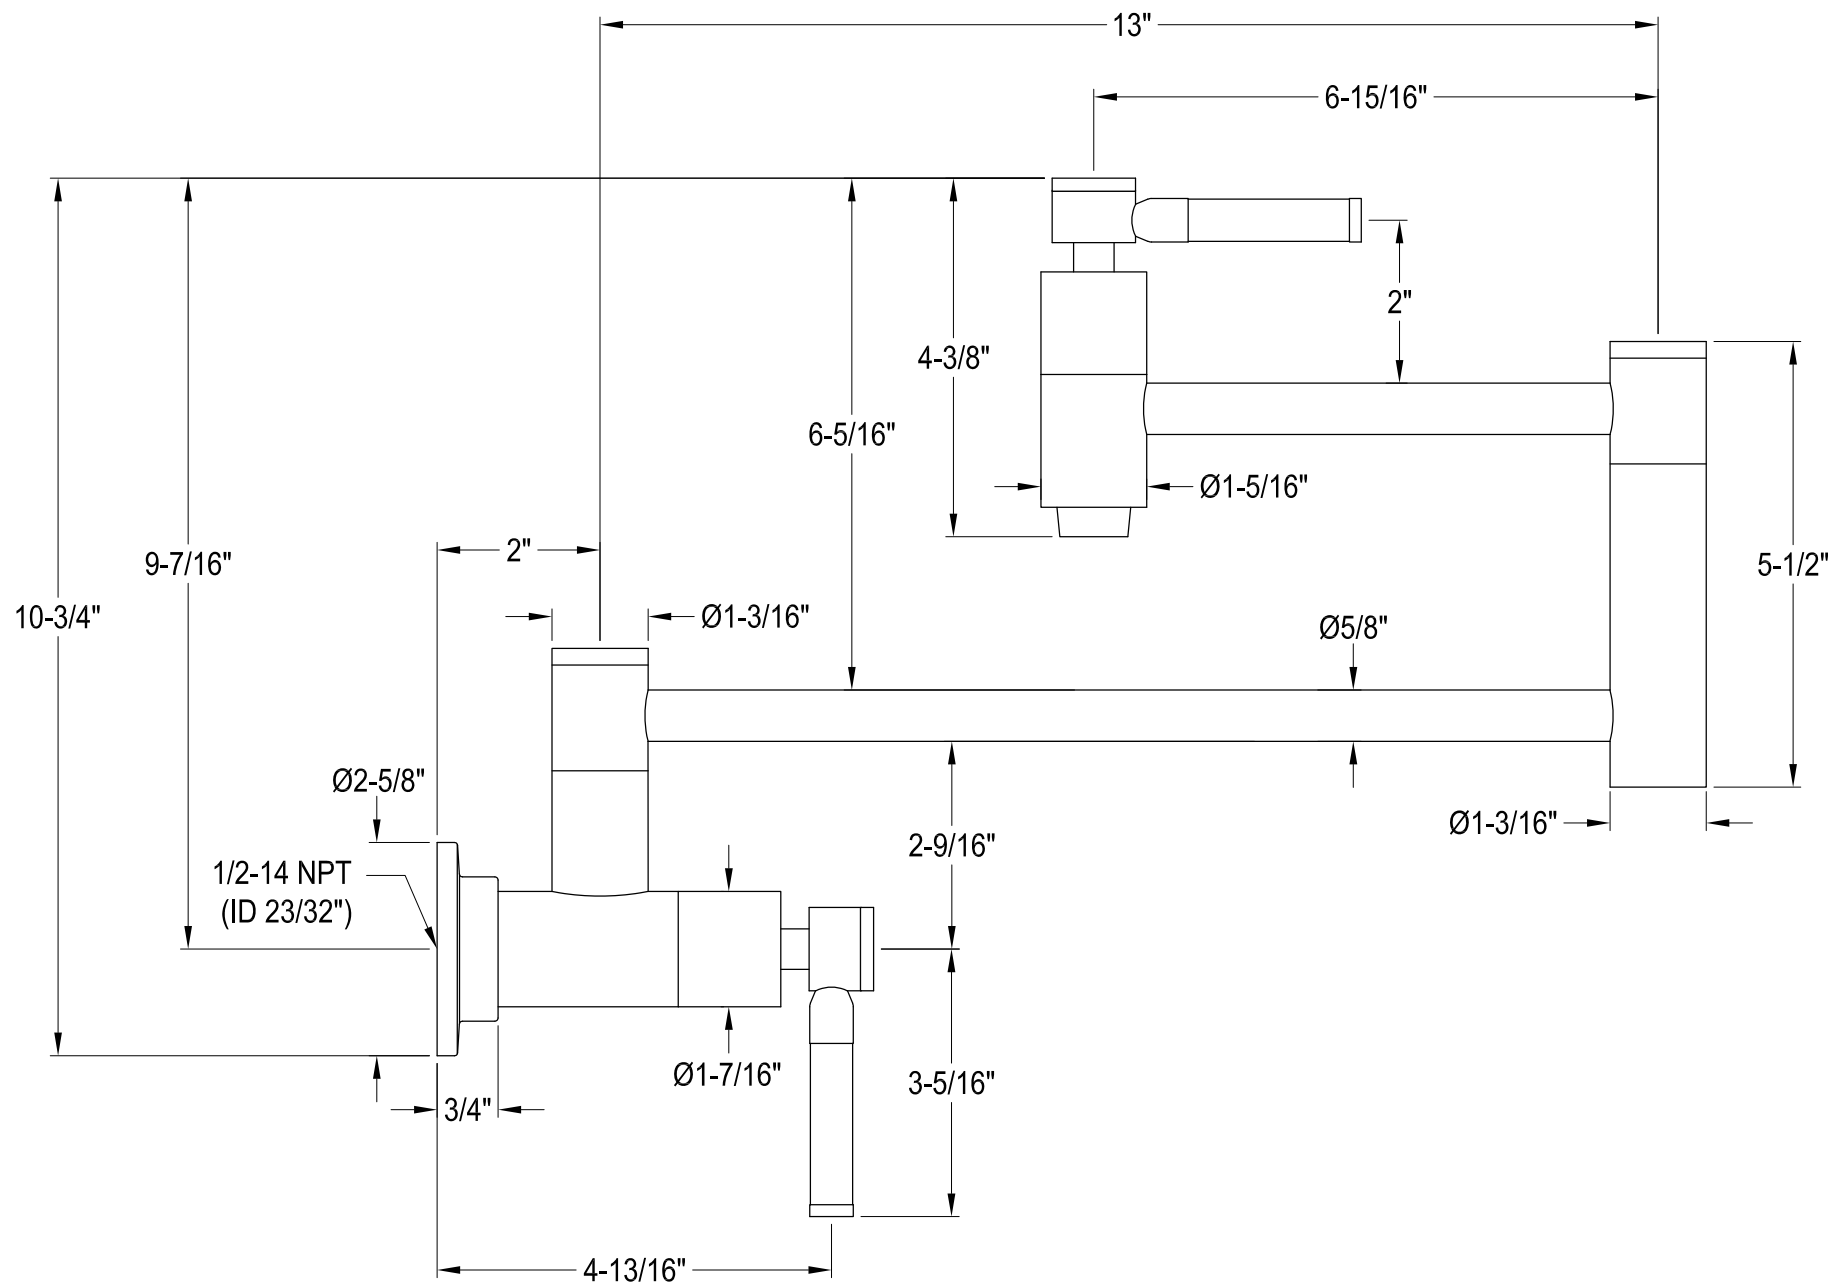 13"
6-15/16"
2"
4-3/8"
6-5/16"
Ø1-5/16"
2"
9-7/16"
5-1/2"
10-3/4"
Ø1-3/16"
Ø5/8"
Ø2-5/8"
Ø1-3/16"
2-9/16"
1/2-14 NPT
(ID 23/32")
Ø1-7/16"
3-5/16"
3/4"
4-13/16"